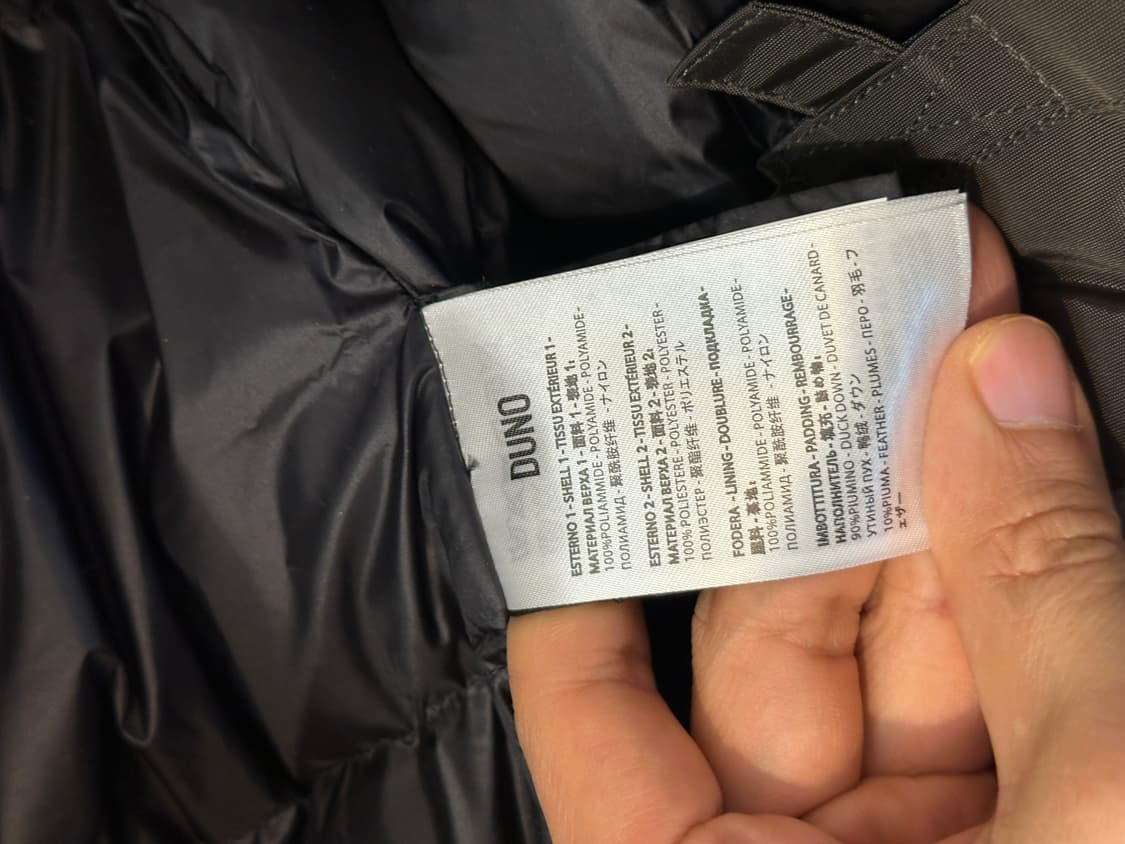 DUNO
ESTERNO 1 - SHELL 1 - TISSU EXTÉRIEUR 1 -
МАТЕРИАЛ ВЕРХА 1 - 面料 1 - 表地 1:
100%POLIAMMIDE - POLYAMIDE - POLYAMIDE -
ПОЛИАМИД - 聚酰胺纤维 - ナイロン
ESTERNO 2 - SHELL 2 - TISSU EXTÉRIEUR 2 -
МАТЕРИАЛ ВЕРХА 2 - 面料 2 - 表地 2:
100%POLIESTERE - POLYESTER - POLYESTER -
ПОЛИЭСТЕР - 聚酯纤维 - ポリエステル
FODERA - LINING - DOUBLURE - ПОДКЛАДКА -
里料 - 裏地:
100%POLIAMMIDE - POLYAMIDE - POLYAMIDE -
ПОЛИАМИД - 聚酰胺纤维 - ナイロン
IMBOTTITURA - PADDING - REMBOURRAGE -
НАПОЛНИТЕЛЬ - 填充 - 詰め物:
90%PIUMINO - DUCK DOWN - DUVET DE CANARD -
УТИНЫЙ ПУХ - 鸭绒 - ダウン
10%PIUMA - FEATHER - PLUMES - ПЕРО - 羽毛 - フ
ェザー